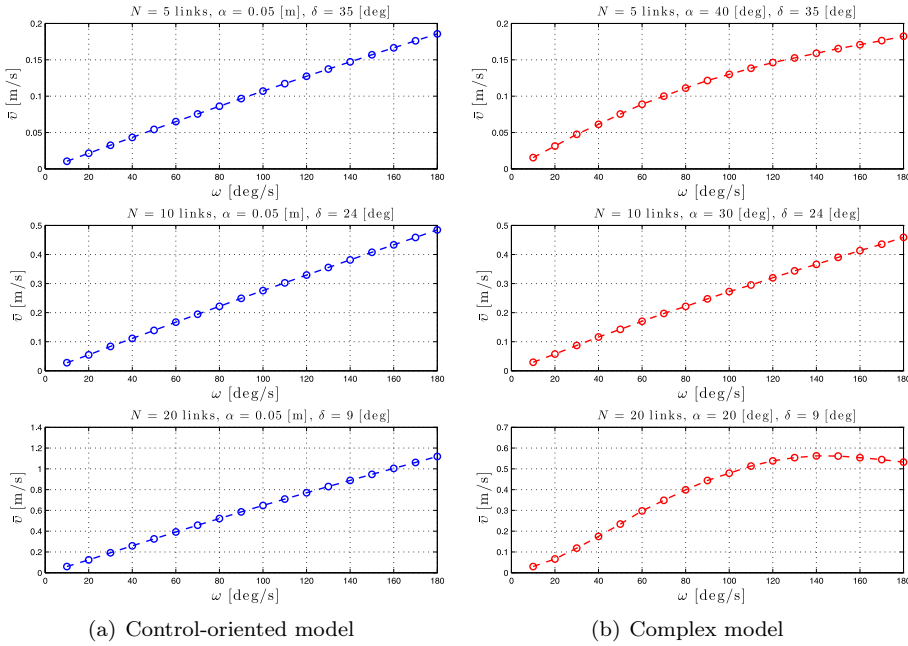 N = 5 links, α = 0.05 [m], δ = 35 [deg]
0.2
0.15
0.1
0.05
0
v̄ [m/s]
0 20 40 60 80 100 120 140 160 180
ω [deg/s]
N = 5 links, α = 40 [deg], δ = 35 [deg]
0.2
0.15
0.1
0.05
0
v̄ [m/s]
0 20 40 60 80 100 120 140 160 180
ω [deg/s]
N = 10 links, α = 0.05 [m], δ = 24 [deg]
0.5
0.4
0.3
0.2
0.1
0
v̄ [m/s]
0 20 40 60 80 100 120 140 160 180
ω [deg/s]
N = 10 links, α = 30 [deg], δ = 24 [deg]
0.5
0.4
0.3
0.2
0.1
0
v̄ [m/s]
0 20 40 60 80 100 120 140 160 180
ω [deg/s]
N = 20 links, α = 0.05 [m], δ = 9 [deg]
1.4
1.2
1
0.8
0.6
0.4
0.2
0
v̄ [m/s]
0 20 40 60 80 100 120 140 160 180
ω [deg/s]
N = 20 links, α = 20 [deg], δ = 9 [deg]
0.7
0.6
0.5
0.4
0.3
0.2
0.1
0
v̄ [m/s]
0 20 40 60 80 100 120 140 160 180
ω [deg/s]
(a) Control-oriented model
(b) Complex model